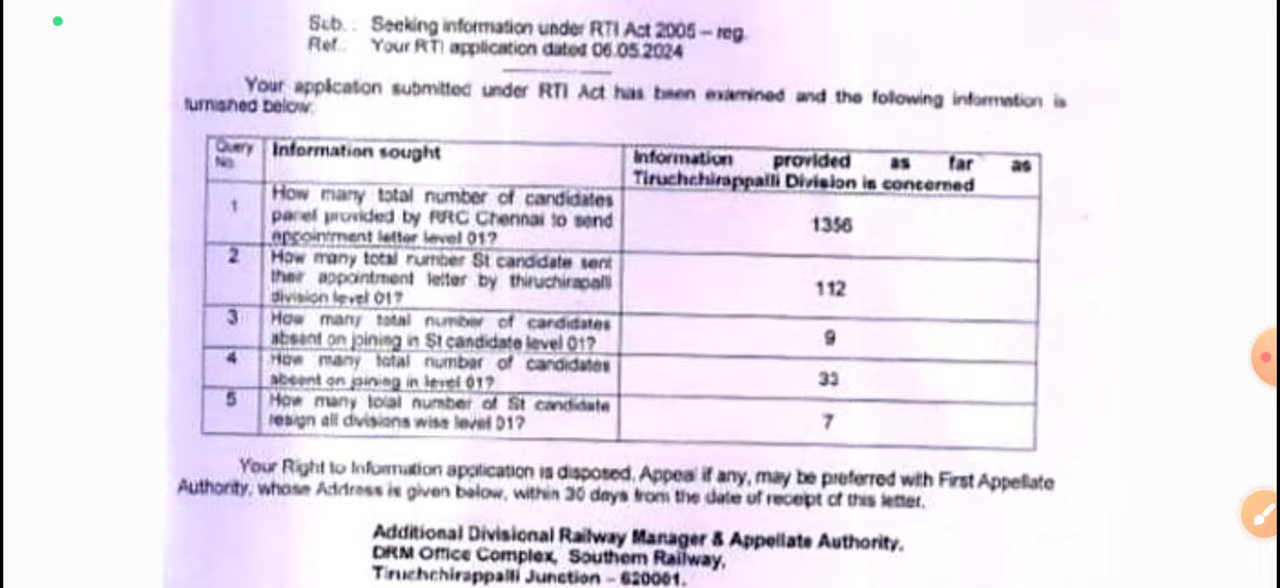 Sub. : Seeking information under RTI Act 2005 – reg.
Ref.: Your RTI application dated 06.05.2024
Your application submitted under RTI Act has been examined and the following information is
furnished below.
Query No. | Information sought | Information provided as far as
Tiruchchirappalli Division is concerned
1 | How many total number of candidates
panel provided by RRC Chennai to send
appointment letter level 01? | 1356
2 | How many total number St candidate sent
their appointment letter by thiruchirapalli
division level 01? | 112
3 | How many total number of candidates
absent on joining in St candidate level 01? | 9
4 | How many total number of candidates
absent on joining in level 01? | 33
5 | How many total number of St candidate
resign all divisions wise level 01? | 7
Your Right to Information application is disposed. Appeal if any, may be preferred with First Appellate
Authority, whose Address is given below, within 30 days from the date of receipt of this letter.
Additional Divisional Railway Manager & Appellate Authority,
DRM Office Complex, Southern Railway,
Tiruchchirappalli Junction – 620001.